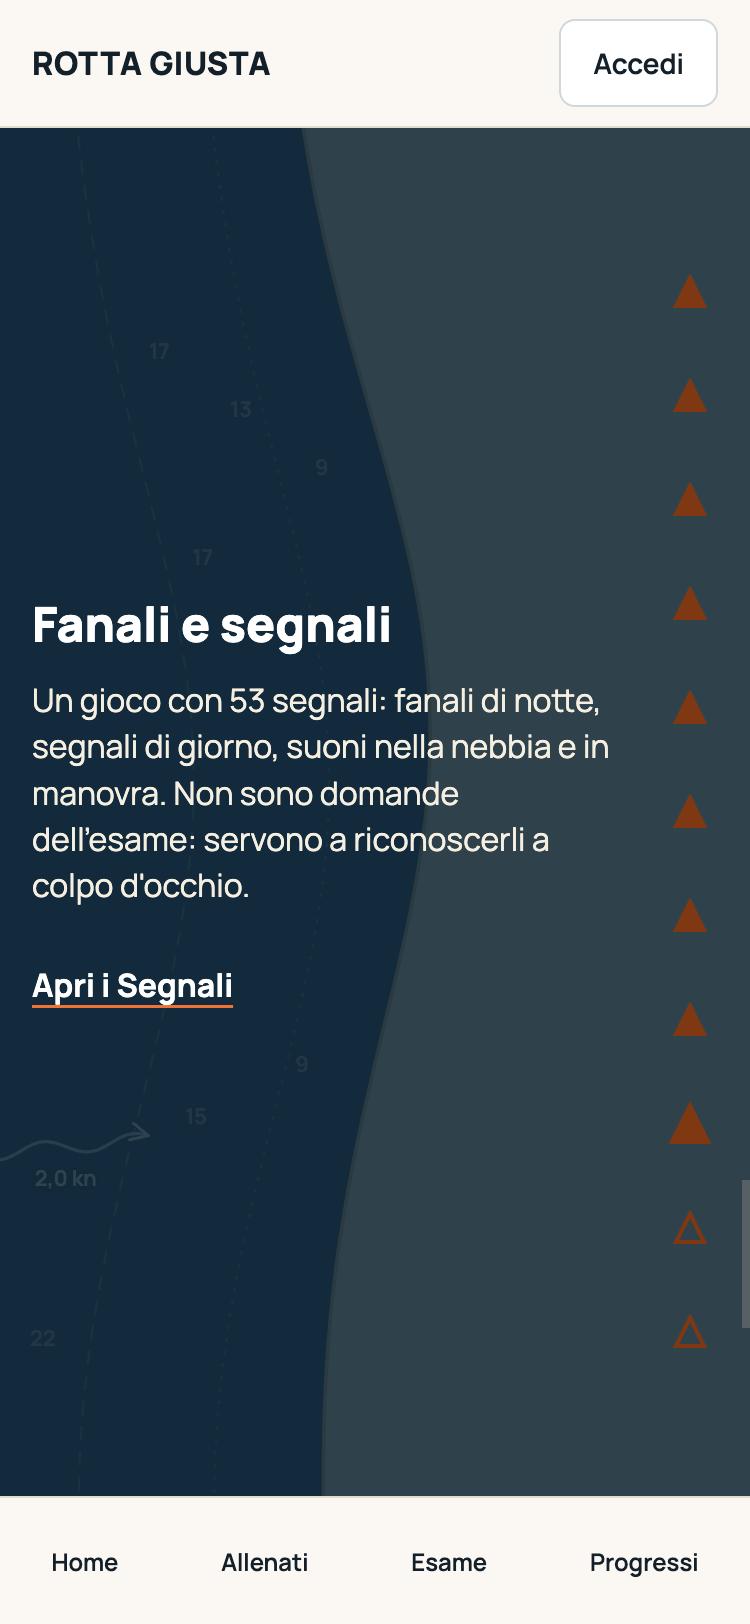 ROTTA GIUSTA
Accedi
17
13
9
17
Fanali e segnali
Un gioco con 53 segnali: fanali di notte,
segnali di giorno, suoni nella nebbia e in
manovra. Non sono domande
dell’esame: servono a riconoscerli a
colpo d'occhio.
Apri i Segnali
9
15
2,0 kn
22
Home
Allenati
Esame
Progressi